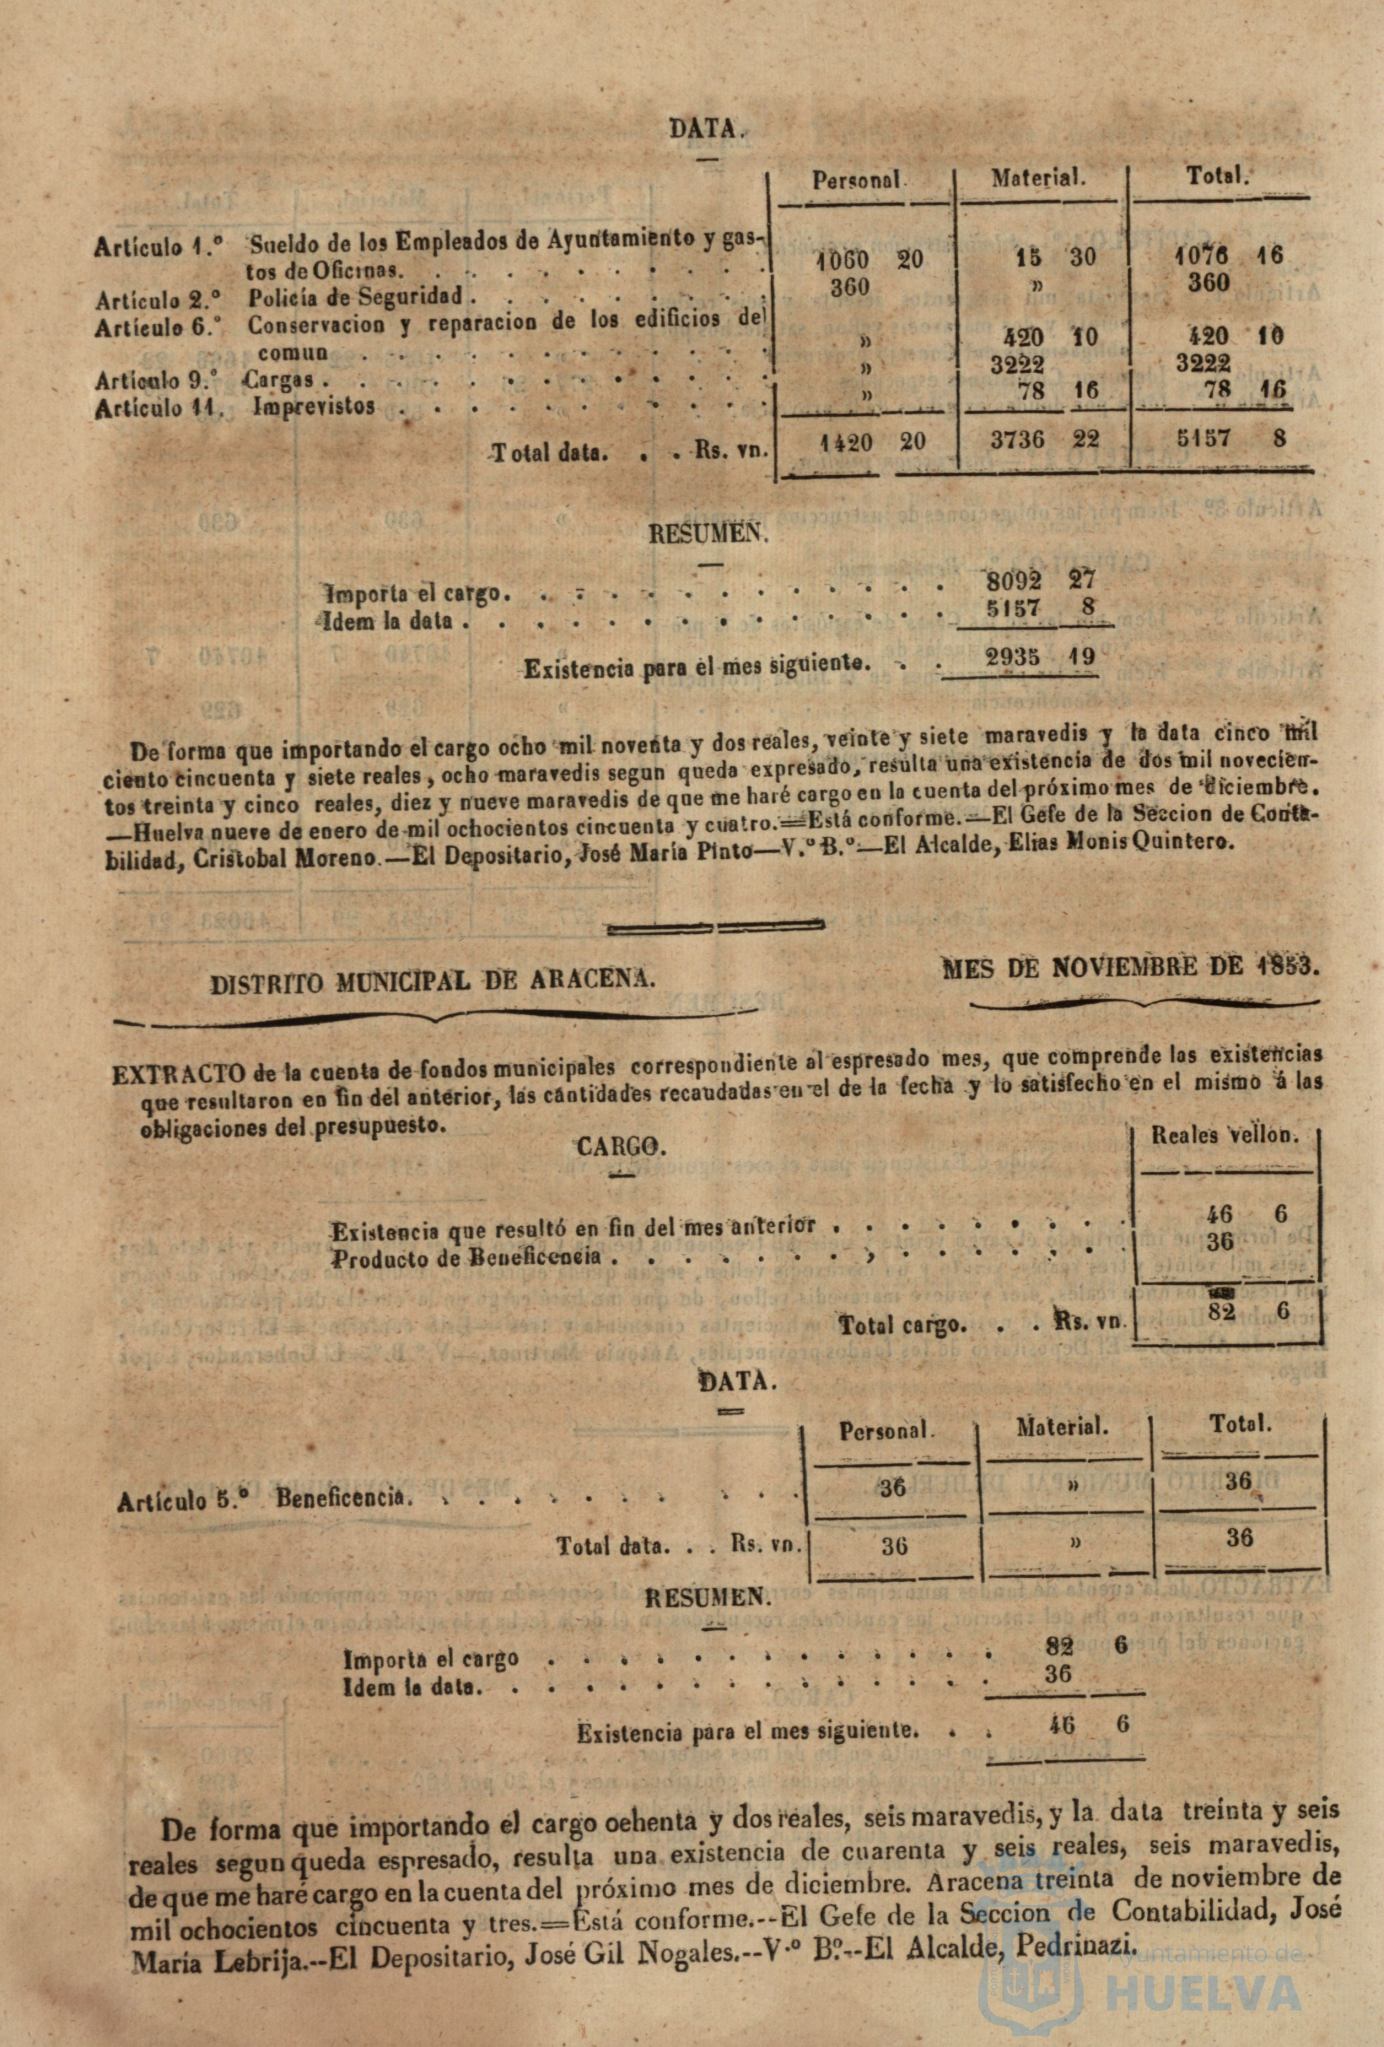 DATA.
Personal. Material. Total.
Artículo 1.º Sueldo de los Empleados de Ayuntamiento y gas-
tos de Oficinas. 1060 20 15 30 1076 16
Artículo 2.º Policía de Seguridad. 360 » 360
Artículo 6.º Conservacion y reparacion de los edificios del
comun . . . . . . . . . . . » 420 10 420 10
Artículo 9.º Cargas. . . . . . . . . . . . . » 3222 3222
Artículo 11. Imprevistos . . . . . . . . . . . » 78 16 78 16
Total data. . . Rs. vn. 1420 20 3736 22 5157 8
RESUMEN.
Importa el cargo. . . . . . . . . . . . . 8092 27
Idem la data . . . . . . . . . . . . . . 5157 8
Existencia para el mes siguiente. . . 2935 19
De forma que importando el cargo ocho mil noventa y dos reales, veinte y siete maravedis y la data cinco mil
ciento cincuenta y siete reales, ocho maravedis segun queda expresado, resulta una existencia de dos mil novecien-
tos treinta y cinco reales, diez y nueve maravedis de que me haré cargo en la cuenta del próximo mes de diciembre.
—Huelva nueve de enero de mil ochocientos cincuenta y cuatro.=Está conforme.—El Gefe de la Seccion de Conta-
bilidad, Cristobal Moreno.—El Depositario, José María Pinto—V.º B.º—El Alcalde, Elias Monis Quintero.
DISTRITO MUNICIPAL DE ARACENA. MES DE NOVIEMBRE DE 1853.
EXTRACTO de la cuenta de fondos municipales correspondiente al espresado mes, que comprende las existencias
que resultaron en fin del anterior, las cantidades recaudadas en el de la fecha y lo satisfecho en el mismo á las
obligaciones del presupuesto.
CARGO. Reales vellon.
Existencia que resultó en fin del mes anterior . . . . . . . . . 46 6
Producto de Beneficencia . . . . . . . , . . . . . . 36
Total cargo. . . Rs. vn. 82 6
DATA.
Personal. Material. Total.
Artículo 5.º Beneficencia. . . . . . . . . . . 36 » 36
Total data. . . Rs. vn. 36 » 36
RESUMEN.
Importa el cargo . . . . . . . . . . . . . 82 6
Idem la data. . . . . . . . . . . . . . . 36
Existencia para el mes siguiente. . . 46 6
De forma que importando el cargo oehenta y dos reales, seis maravedis, y la data treinta y seis
reales segun queda espresado, resulta una existencia de cuarenta y seis reales, seis maravedis,
de que me haré cargo en la cuenta del próximo mes de diciembre. Aracena treinta de noviembre de
mil ochocientos cincuenta y tres.=Está conforme.--El Gefe de la Seccion de Contabilidad, José
María Lebrija.--El Depositario, José Gil Nogales.--V.º Bº.--El Alcalde, Pedrinazi.
Ayuntamiento de
HUELVA